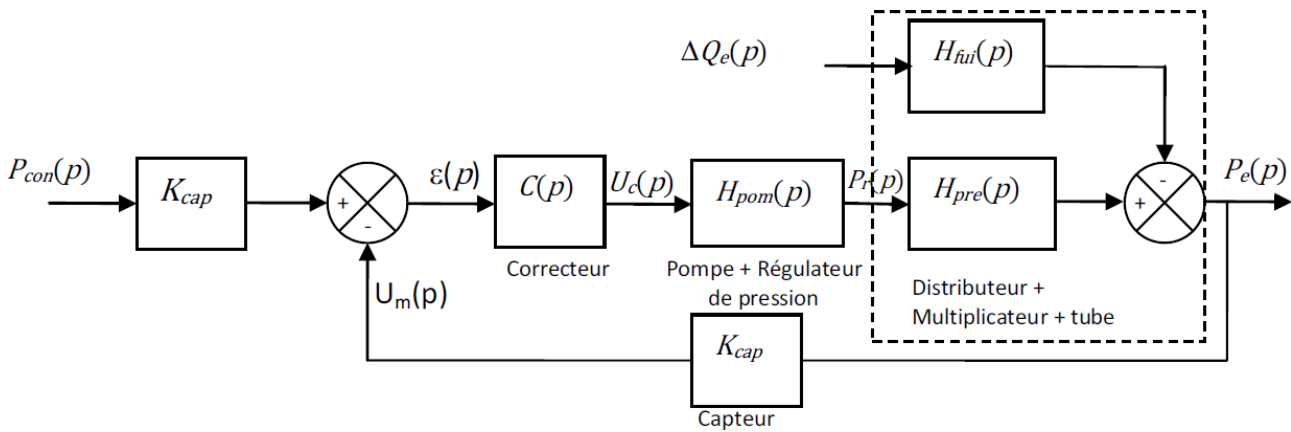 ΔQe(p)
Hfui(p)
Pcon(p)
Kcap
+
-
ε(p)
C(p)
Uc(p)
Hpom(p)
Pr(p)
Hpre(p)
+
-
Pe(p)
Correcteur
Pompe + Régulateur
de pression
Distributeur +
Multiplicateur + tube
Um(p)
Kcap
Capteur